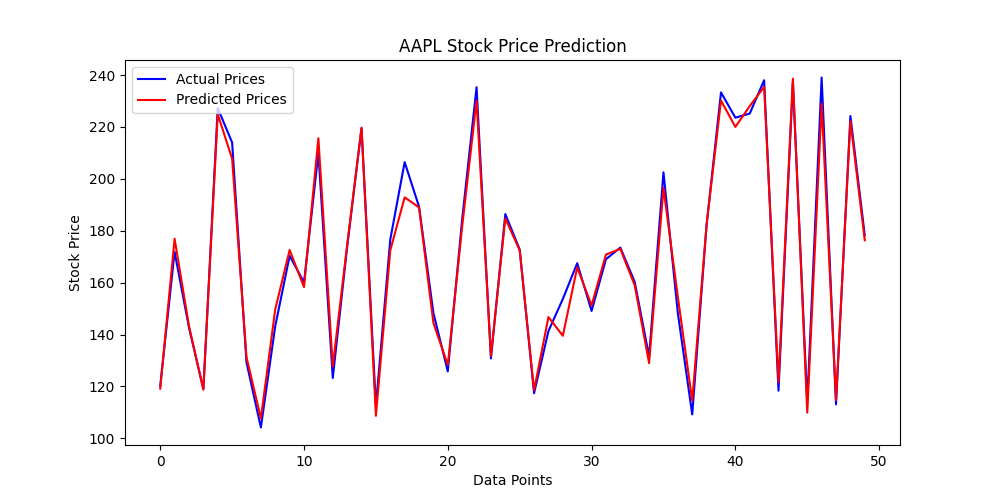 AAPL Stock Price Prediction
Actual Prices
Predicted Prices
Stock Price
240
220
200
180
160
140
120
100
0 10 20 30 40 50
Data Points